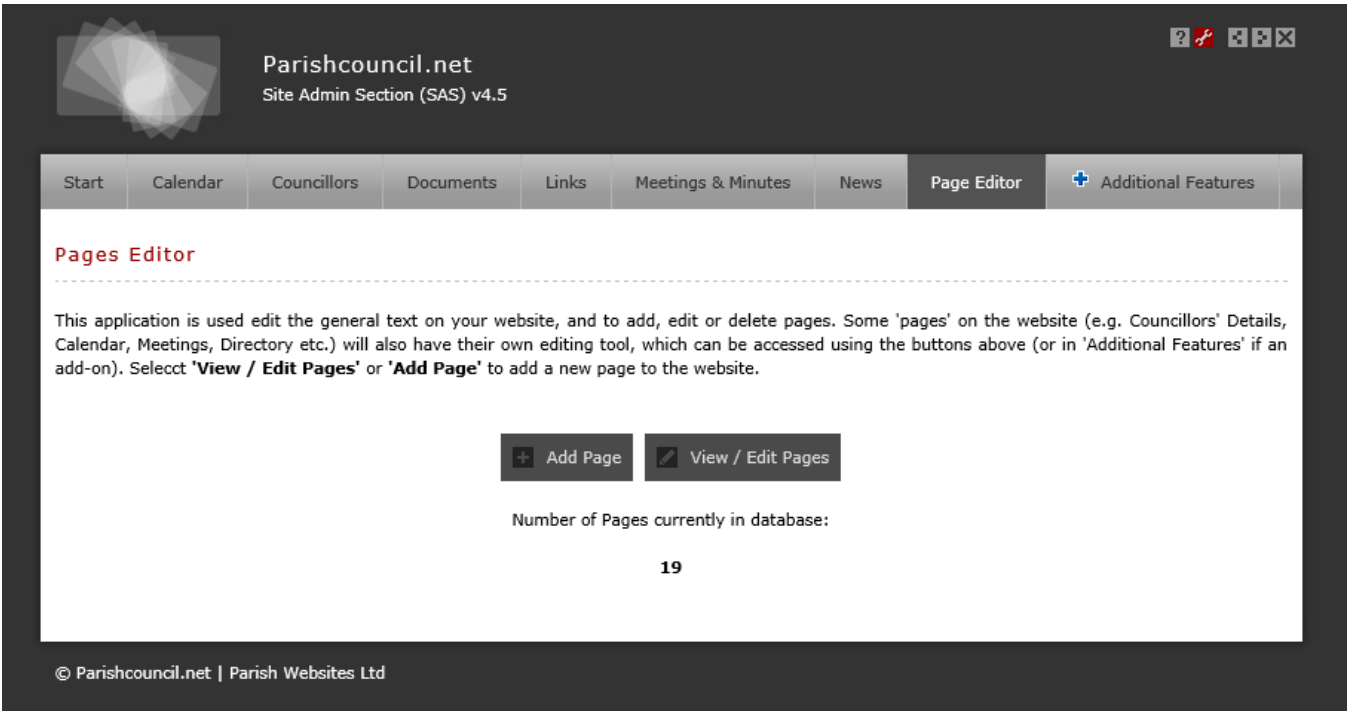 Parishcouncil.net
Site Admin Section (SAS) v4.5
?
Start Calendar Councillors Documents Links Meetings & Minutes News Page Editor Additional Features
Pages Editor
This application is used edit the general text on your website, and to add, edit or delete pages. Some 'pages' on the website (e.g. Councillors' Details,
Calendar, Meetings, Directory etc.) will also have their own editing tool, which can be accessed using the buttons above (or in 'Additional Features' if an
add-on). Selecct 'View / Edit Pages' or 'Add Page' to add a new page to the website.
Add Page View / Edit Pages
Number of Pages currently in database:
19
© Parishcouncil.net | Parish Websites Ltd